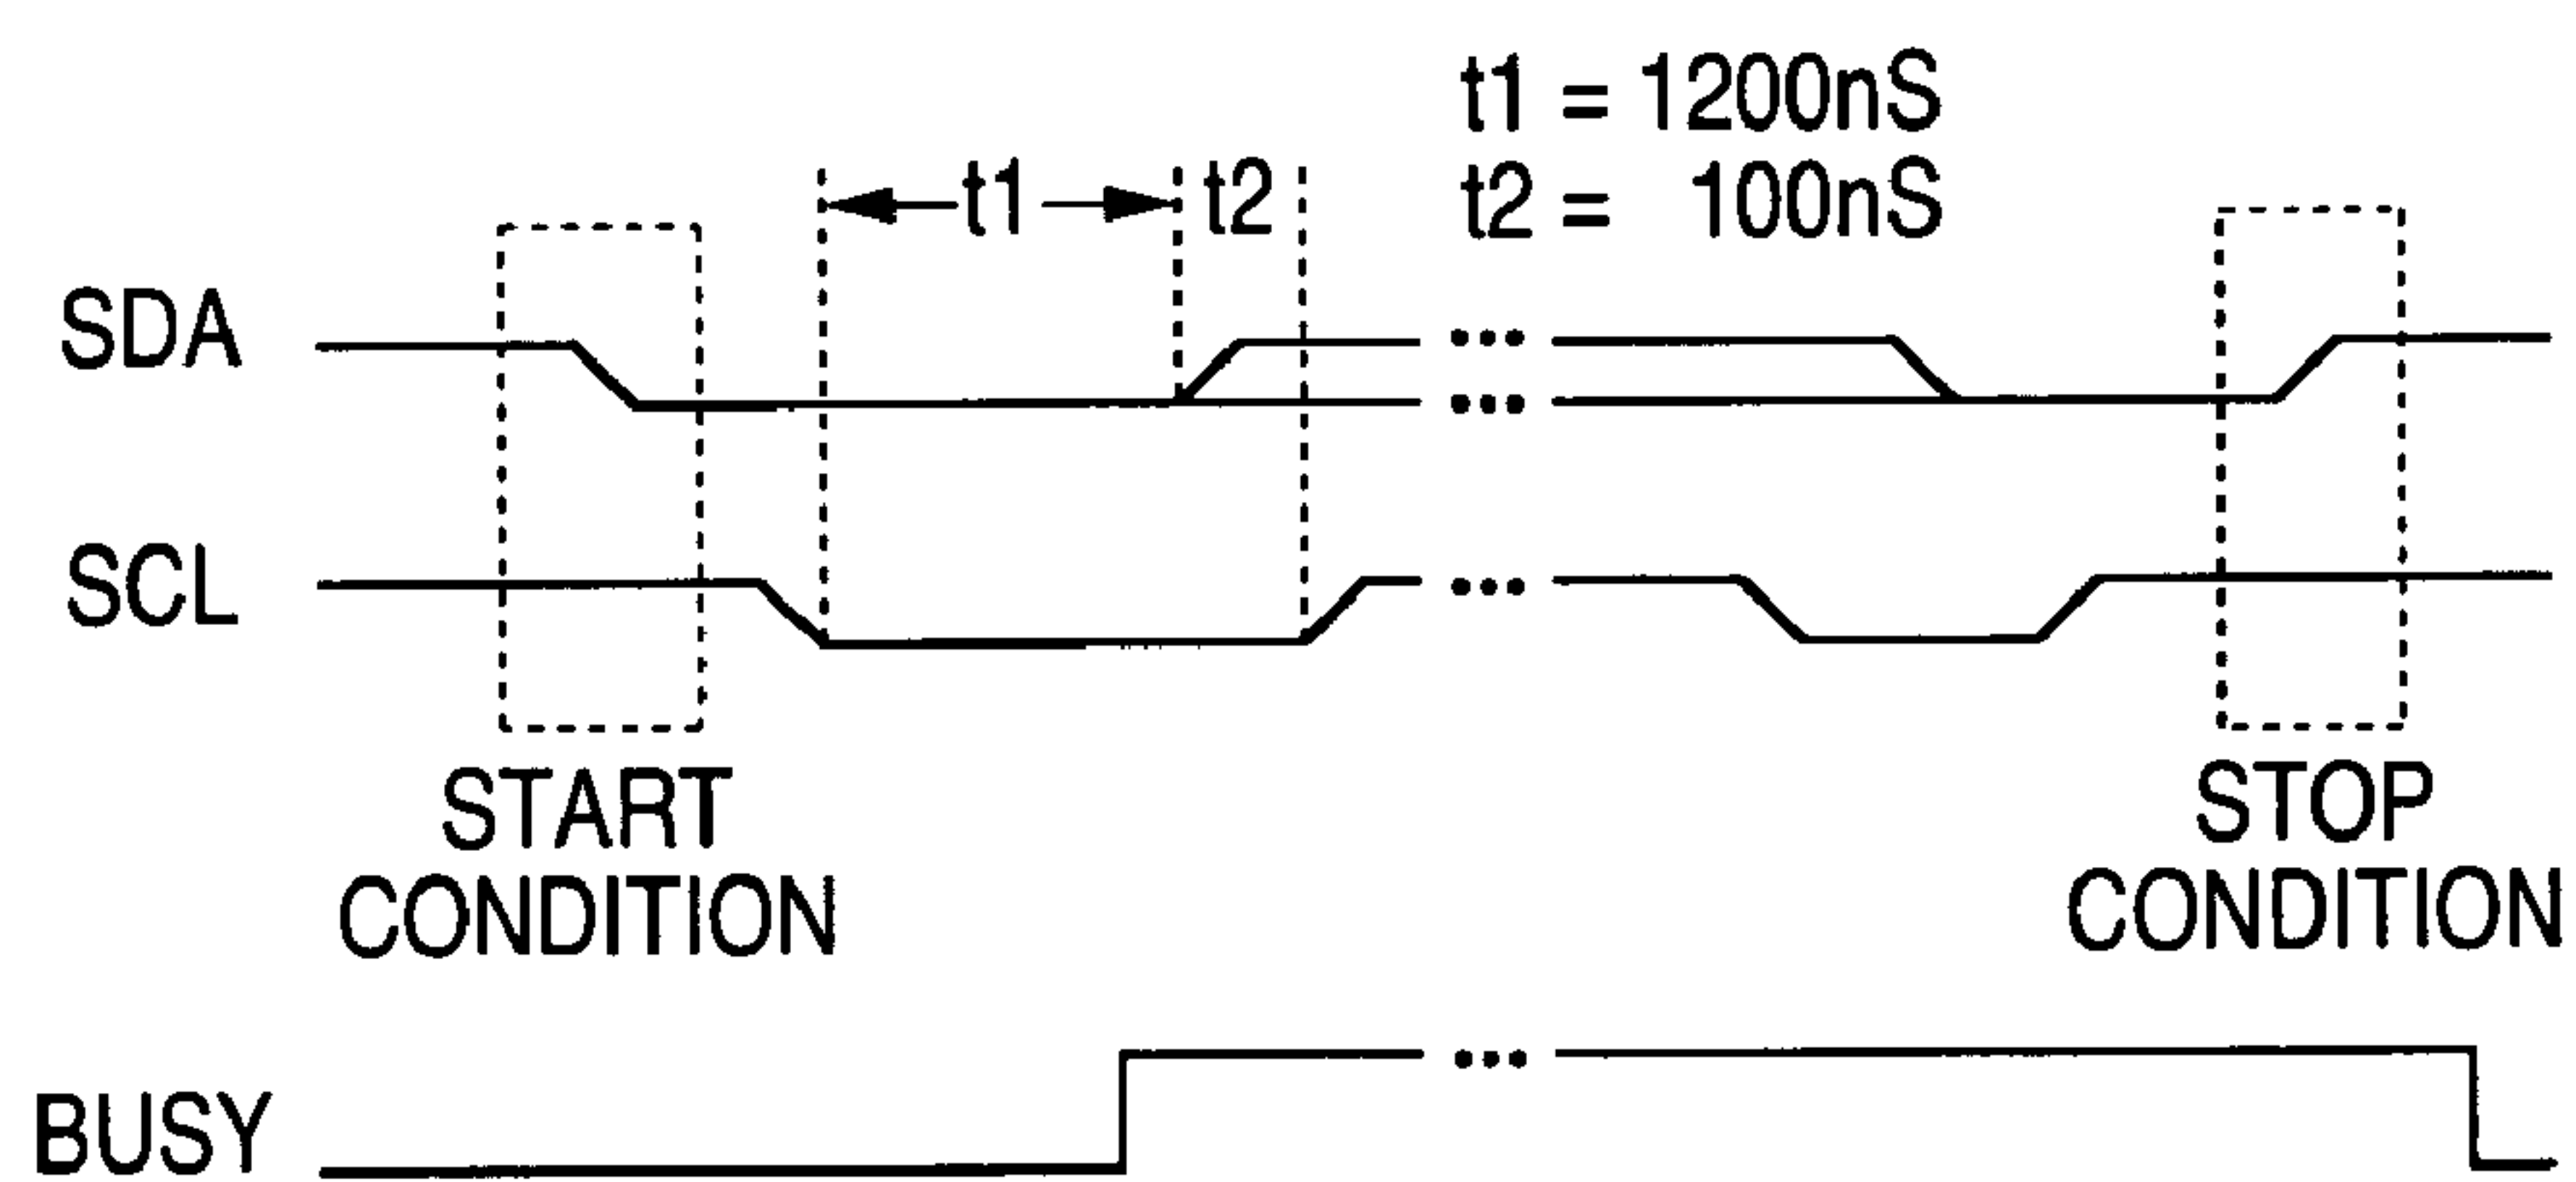 t1 = 1200nS
t2 = 100nS
t1
t2
SDA
SCL
START
CONDITION
STOP
CONDITION
BUSY